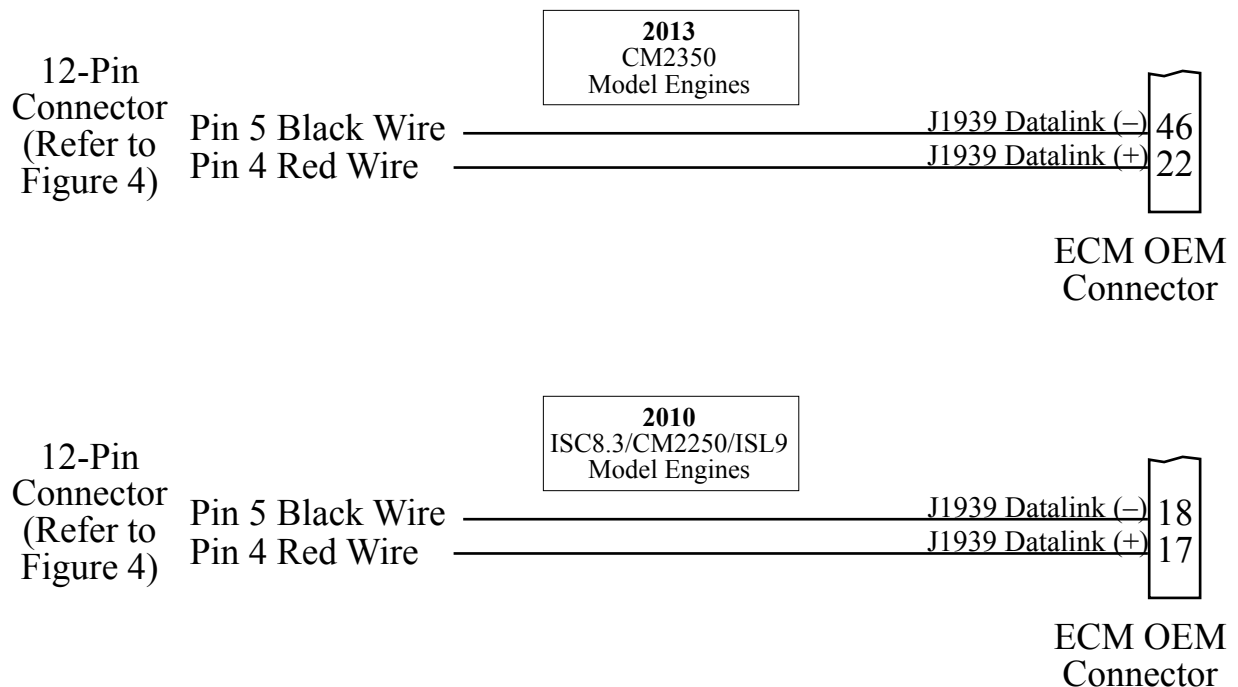 2013
CM2350
Model Engines
12-Pin
Connector
(Refer to
Figure 4)
Pin 5 Black Wire
Pin 4 Red Wire
J1939 Datalink (–)
J1939 Datalink (+)
46
22
ECM OEM
Connector
2010
ISC8.3/CM2250/ISL9
Model Engines
12-Pin
Connector
(Refer to
Figure 4)
Pin 5 Black Wire
Pin 4 Red Wire
J1939 Datalink (–)
J1939 Datalink (+)
18
17
ECM OEM
Connector